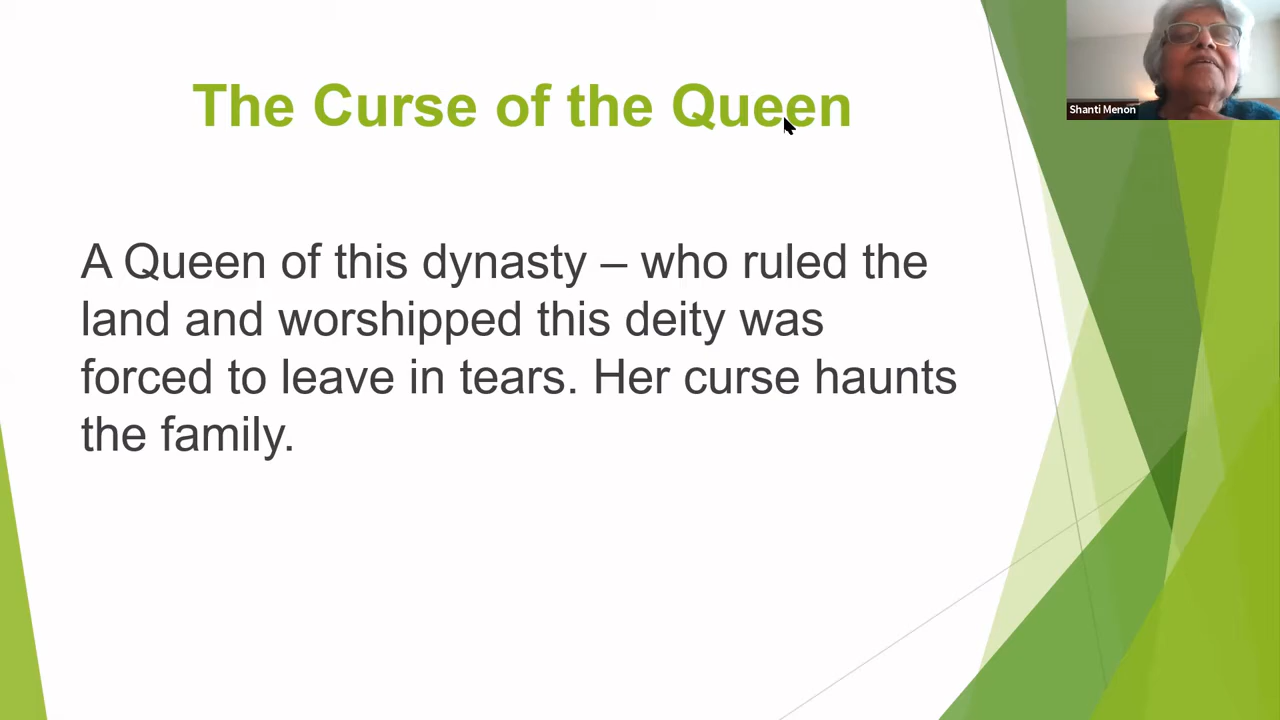 The Curse of the Queen
Shanti Menon
A Queen of this dynasty – who ruled the
land and worshipped this deity was
forced to leave in tears. Her curse haunts
the family.